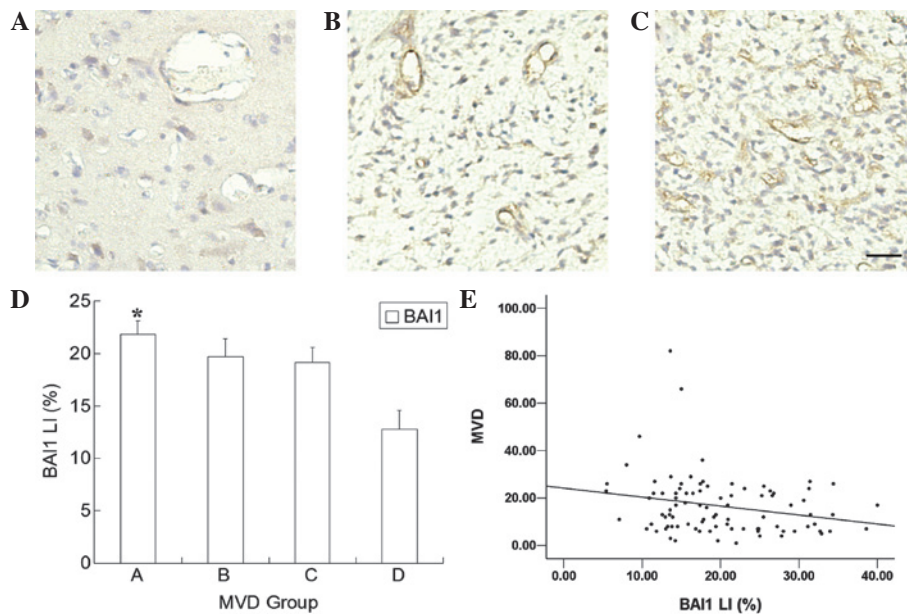 A
B
C
D
25
20
15
10
5
0
BAI1 LI (%)
*
BAI1
A
B
C
D
MVD Group
E
100.00
80.00
60.00
40.00
20.00
0.00
MVD
0.00
10.00
20.00
30.00
40.00
BAI1 LI (%)